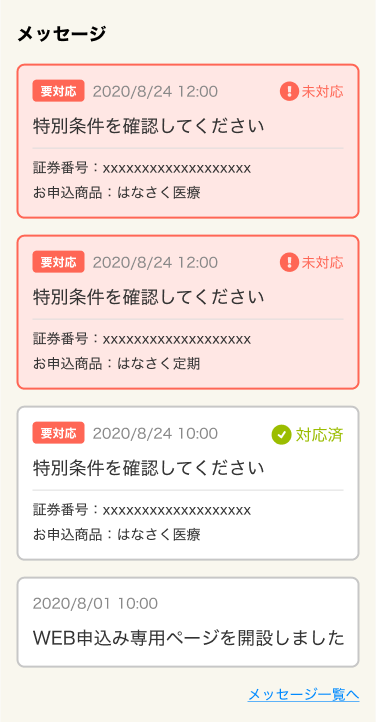 メッセージ
要対応 2020/8/24 12:00 未対応
特別条件を確認してください
証券番号：xxxxxxxxxxxxxxxxxxx
お申込商品：はなさく医療
要対応 2020/8/24 12:00 未対応
特別条件を確認してください
証券番号：xxxxxxxxxxxxxxxxxxx
お申込商品：はなさく定期
要対応 2020/8/24 10:00 対応済
特別条件を確認してください
証券番号：xxxxxxxxxxxxxxxxxxx
お申込商品：はなさく医療
2020/8/01 10:00
WEB申込み専用ページを開設しました
メッセージ一覧へ